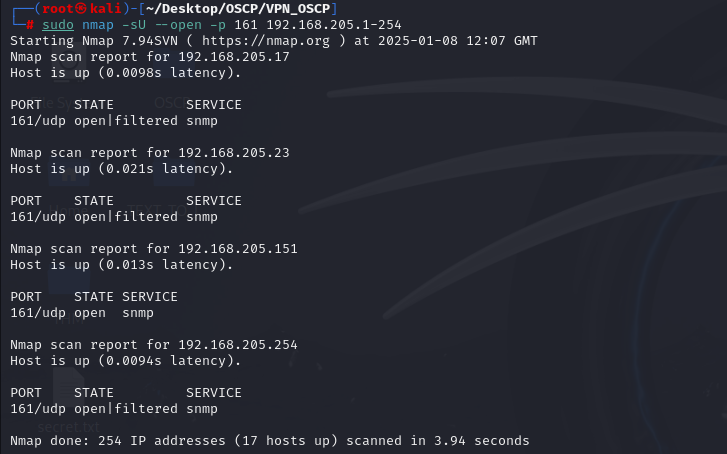 ┌──(root㉿kali)-[~/Desktop/OSCP/VPN_OSCP]
└─# sudo nmap -sU --open -p 161 192.168.205.1-254
Starting Nmap 7.94SVN ( https://nmap.org ) at 2025-01-08 12:07 GMT
Nmap scan report for 192.168.205.17
Host is up (0.0098s latency).

PORT    STATE         SERVICE
161/udp open|filtered snmp

Nmap scan report for 192.168.205.23
Host is up (0.021s latency).

PORT    STATE         SERVICE
161/udp open|filtered snmp

Nmap scan report for 192.168.205.151
Host is up (0.013s latency).

PORT    STATE SERVICE
161/udp open  snmp

Nmap scan report for 192.168.205.254
Host is up (0.0094s latency).

PORT    STATE         SERVICE
161/udp open|filtered snmp
secret.txt

Nmap done: 254 IP addresses (17 hosts up) scanned in 3.94 seconds